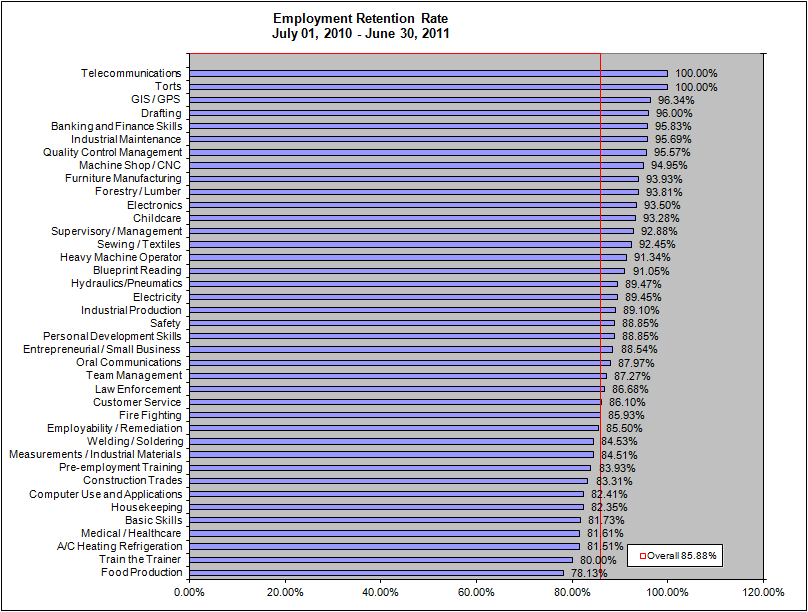 Employment Retention Rate
July 01, 2010 - June 30, 2011
Telecommunications 100.00%
Torts 100.00%
GIS / GPS 96.34%
Drafting 96.00%
Banking and Finance Skills 95.83%
Industrial Maintenance 95.69%
Quality Control Management 95.57%
Machine Shop / CNC 94.95%
Furniture Manufacturing 93.93%
Forestry / Lumber 93.81%
Electronics 93.50%
Childcare 93.28%
Supervisory / Management 92.88%
Sewing / Textiles 92.45%
Heavy Machine Operator 91.34%
Blueprint Reading 91.05%
Hydraulics/Pneumatics 89.47%
Electricity 89.45%
Industrial Production 89.10%
Safety 88.85%
Personal Development Skills 88.85%
Entrepreneurial / Small Business 88.54%
Oral Communications 87.97%
Team Management 87.27%
Law Enforcement 86.68%
Customer Service 86.10%
Fire Fighting 85.93%
Employability / Remediation 85.50%
Welding / Soldering 84.53%
Measurements / Industrial Materials 84.51%
Pre-employment Training 83.93%
Construction Trades 83.31%
Computer Use and Applications 82.41%
Housekeeping 82.35%
Basic Skills 81.73%
Medical / Healthcare 81.61%
A/C Heating Refrigeration 81.51%
Overall 85.88%
Train the Trainer 80.00%
Food Production 78.13%
0.00% 20.00% 40.00% 60.00% 80.00% 100.00% 120.00%